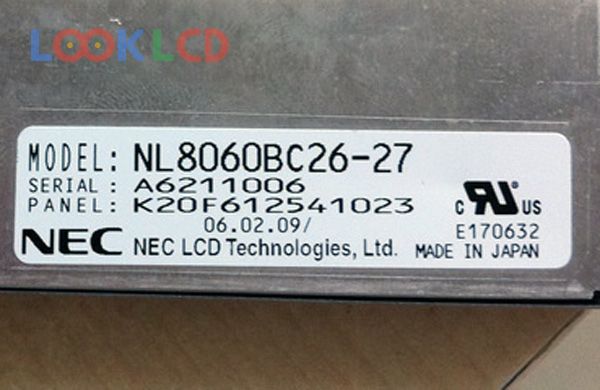 LOOKLCD
MODEL: NL8060BC26-27
SERIAL: A6211006
PANEL: K20F612541023
06.02.09/
NEC NEC LCD Technologies, Ltd.
c RU US
E170632
MADE IN JAPAN